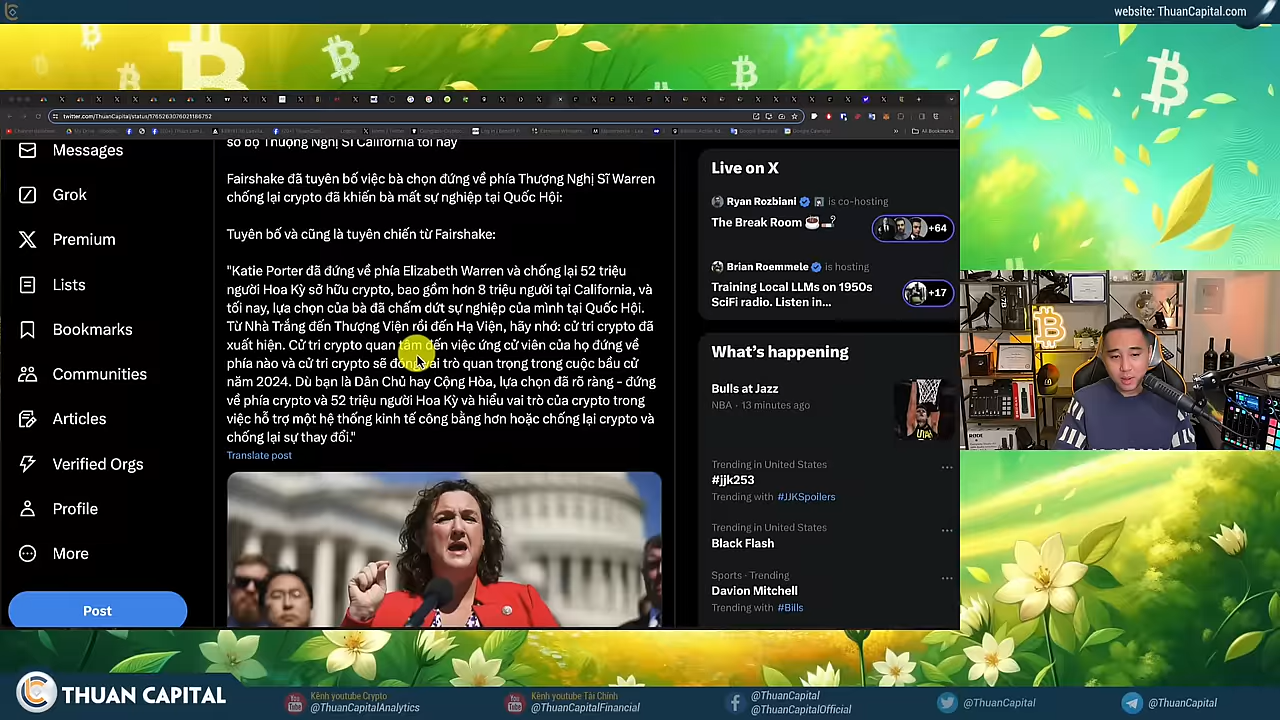 website: ThuanCapital.com
twitter.com/ThuanCapital/status/1765263076021186752
All Bookmarks
Messages
Grok
Premium
Lists
Bookmarks
Communities
Articles
Verified Orgs
Profile
More
Post
sơ bộ Thượng Nghị Sĩ California tối nay
Fairshake đã tuyên bố việc bà chọn đứng về phía Thượng Nghị Sĩ Warren
chống lại crypto đã khiến bà mất sự nghiệp tại Quốc Hội:
Tuyên bố và cũng là tuyên chiến từ Fairshake:
"Katie Porter đã đứng về phía Elizabeth Warren và chống lại 52 triệu
người Hoa Kỳ sở hữu crypto, bao gồm hơn 8 triệu người tại California, và
tối nay, lựa chọn của bà đã chấm dứt sự nghiệp của mình tại Quốc Hội.
Từ Nhà Trắng đến Thượng Viện rồi đến Hạ Viện, hãy nhớ: cử tri crypto đã
xuất hiện. Cử tri crypto quan tâm đến việc ứng cử viên của họ đứng về
phía nào và cử tri crypto sẽ đóng vai trò quan trọng trong cuộc bầu cử
năm 2024. Dù bạn là Dân Chủ hay Cộng Hòa, lựa chọn đã rõ ràng - đứng
về phía crypto và 52 triệu người Hoa Kỳ và hiểu vai trò của crypto trong
việc hỗ trợ một hệ thống kinh tế công bằng hơn hoặc chống lại crypto và
chống lại sự thay đổi."
Translate post
Live on X
Ryan Rozbiani is co-hosting
The Break Room
+64
Brian Roemmele is hosting
Training Local LLMs on 1950s
SciFi radio. Listen in...
+17
What's happening
Bulls at Jazz
NBA · 13 minutes ago
Trending in United States
#jjk253
Trending with #JJKSpoilers
Trending in United States
Black Flash
Sports · Trending
Davion Mitchell
Trending with #Bills
THUAN CAPITAL
Kênh youtube Crypto
@ThuanCapitalAnalytics
Kênh youtube Tài Chính
@ThuanCapitalFinancial
@ThuanCapital
@ThuanCapitalOfficial
@ThuanCapital
@ThuanCapital